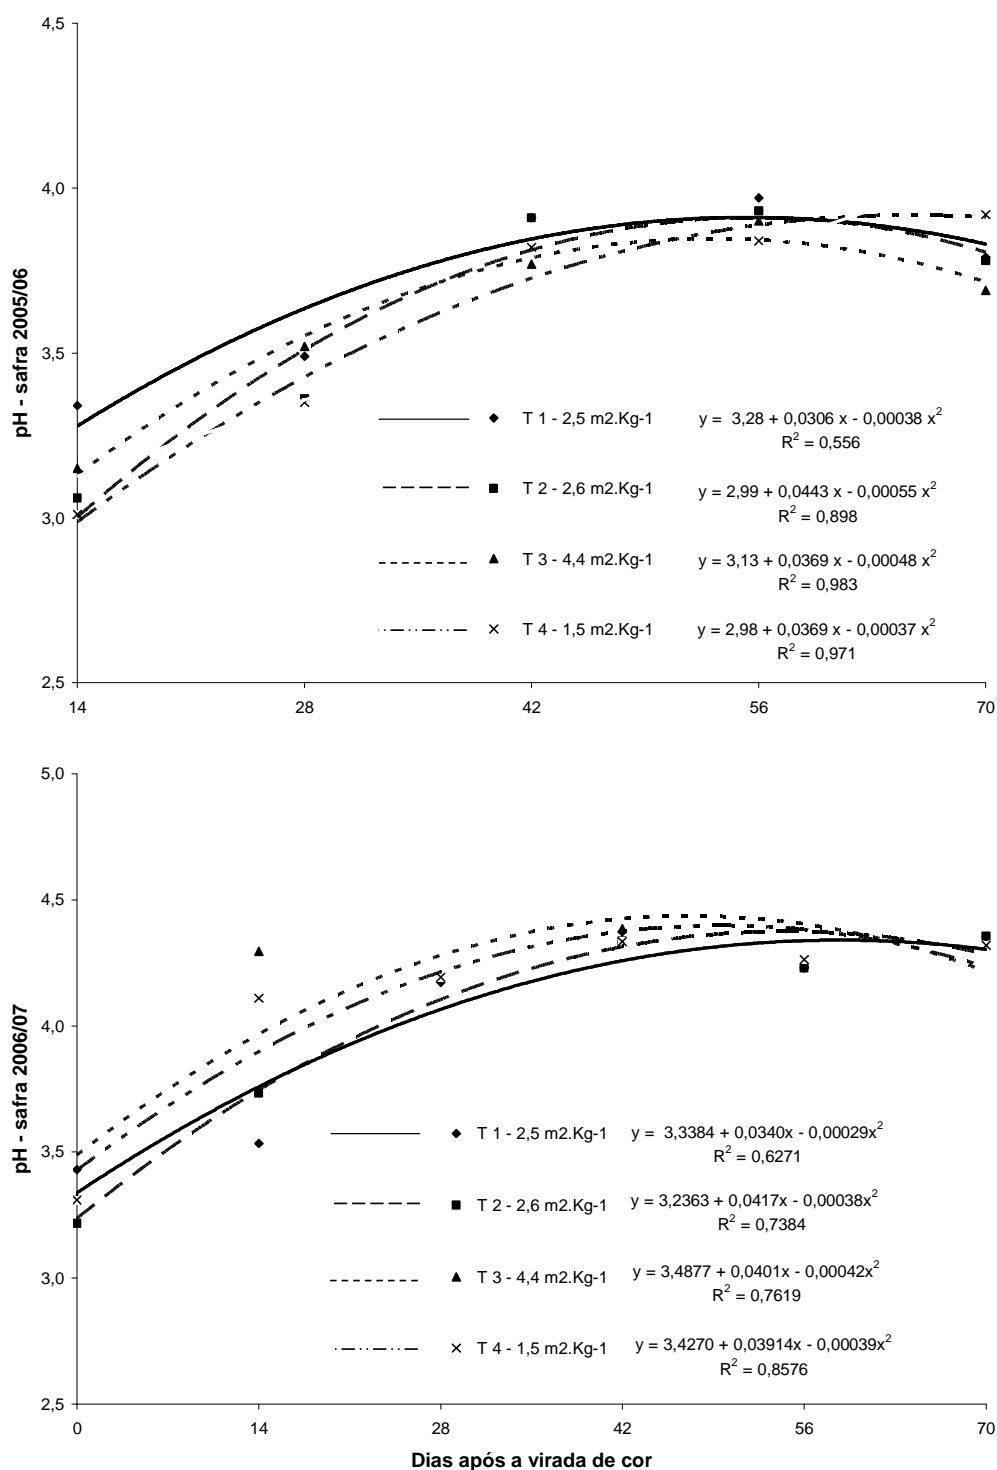 4,5
4,0
3,5
3,0
2,5
pH - safra 2005/06
T 1 - 2,5 m2.Kg-1 y = 3,28 + 0,0306 x - 0,00038 x²
R² = 0,556
T 2 - 2,6 m2.Kg-1 y = 2,99 + 0,0443 x - 0,00055 x²
R² = 0,898
T 3 - 4,4 m2.Kg-1 y = 3,13 + 0,0369 x - 0,00048 x²
R² = 0,983
T 4 - 1,5 m2.Kg-1 y = 2,98 + 0,0369 x - 0,00037 x²
R² = 0,971
14 28 42 56 70
5,0
4,5
4,0
3,5
3,0
2,5
pH - safra 2006/07
T 1 - 2,5 m2.Kg-1 y = 3,3384 + 0,0340x - 0,00029x²
R² = 0,6271
T 2 - 2,6 m2.Kg-1 y = 3,2363 + 0,0417x - 0,00038x²
R² = 0,7384
T 3 - 4,4 m2.Kg-1 y = 3,4877 + 0,0401x - 0,00042x²
R² = 0,7619
T 4 - 1,5 m2.Kg-1 y = 3,4270 + 0,03914x - 0,00039x²
R² = 0,8576
0 14 28 42 56 70
Dias após a virada de cor